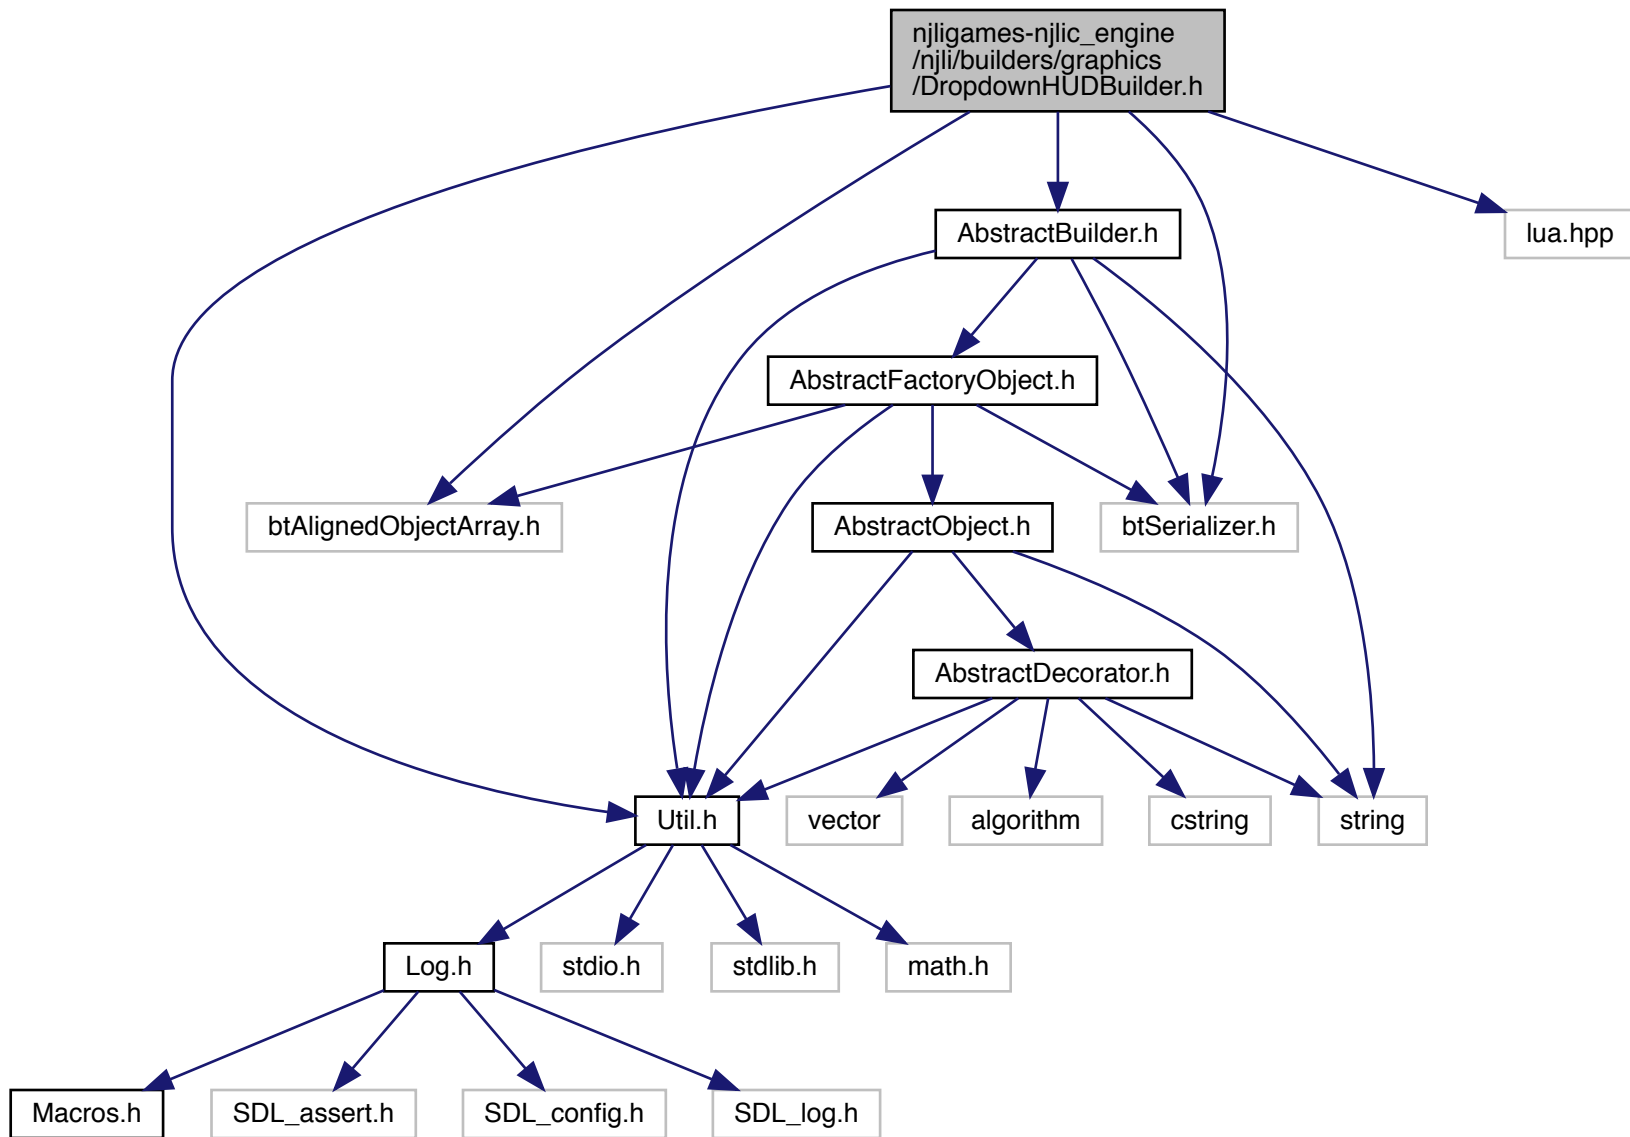 njligames-njlic_engine
/njli/builders/graphics
/DropdownHUDBuilder.h
AbstractBuilder.h
lua.hpp
AbstractFactoryObject.h
btAlignedObjectArray.h
AbstractObject.h
btSerializer.h
AbstractDecorator.h
Util.h
vector
algorithm
cstring
string
Log.h
stdio.h
stdlib.h
math.h
Macros.h
SDL_assert.h
SDL_config.h
SDL_log.h